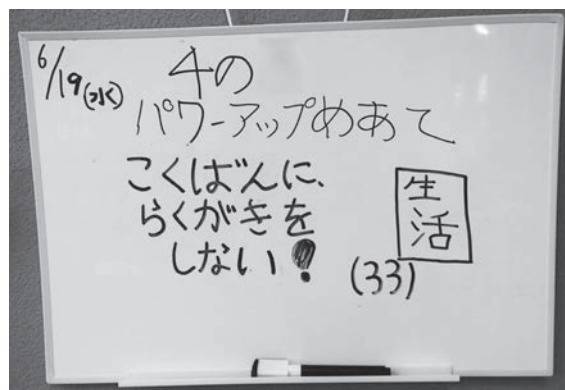 6/19(水)
4の
パワーアップめあて
こくばんに、
らくがきを
しない!
生活
(33)